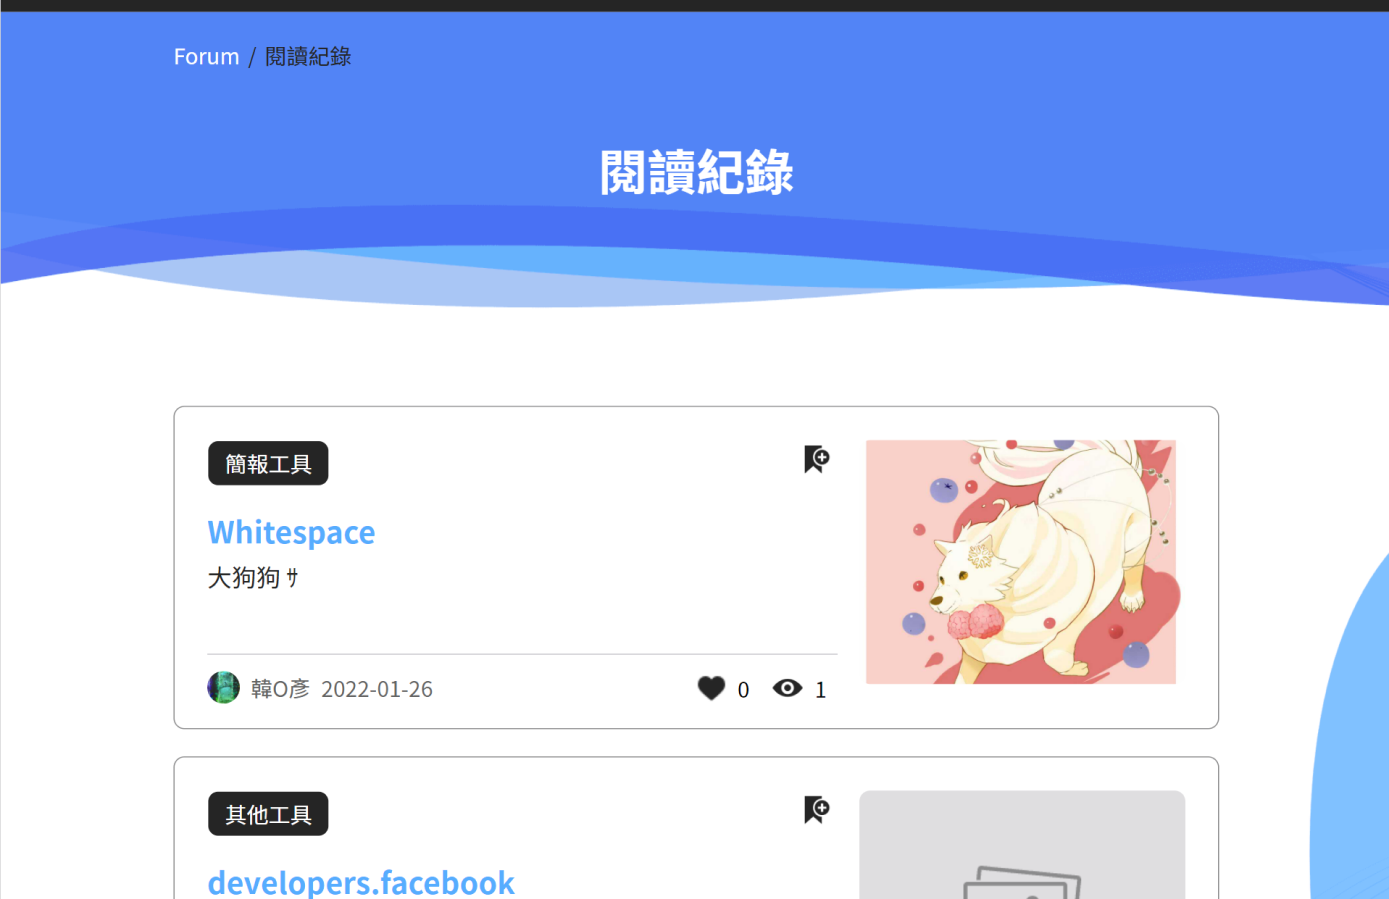 Forum / 閱讀紀錄
閱讀紀錄
簡報工具
Whitespace
大狗狗ｻ
韓O彥 2022-01-26 0 1
其他工具
developers.facebook